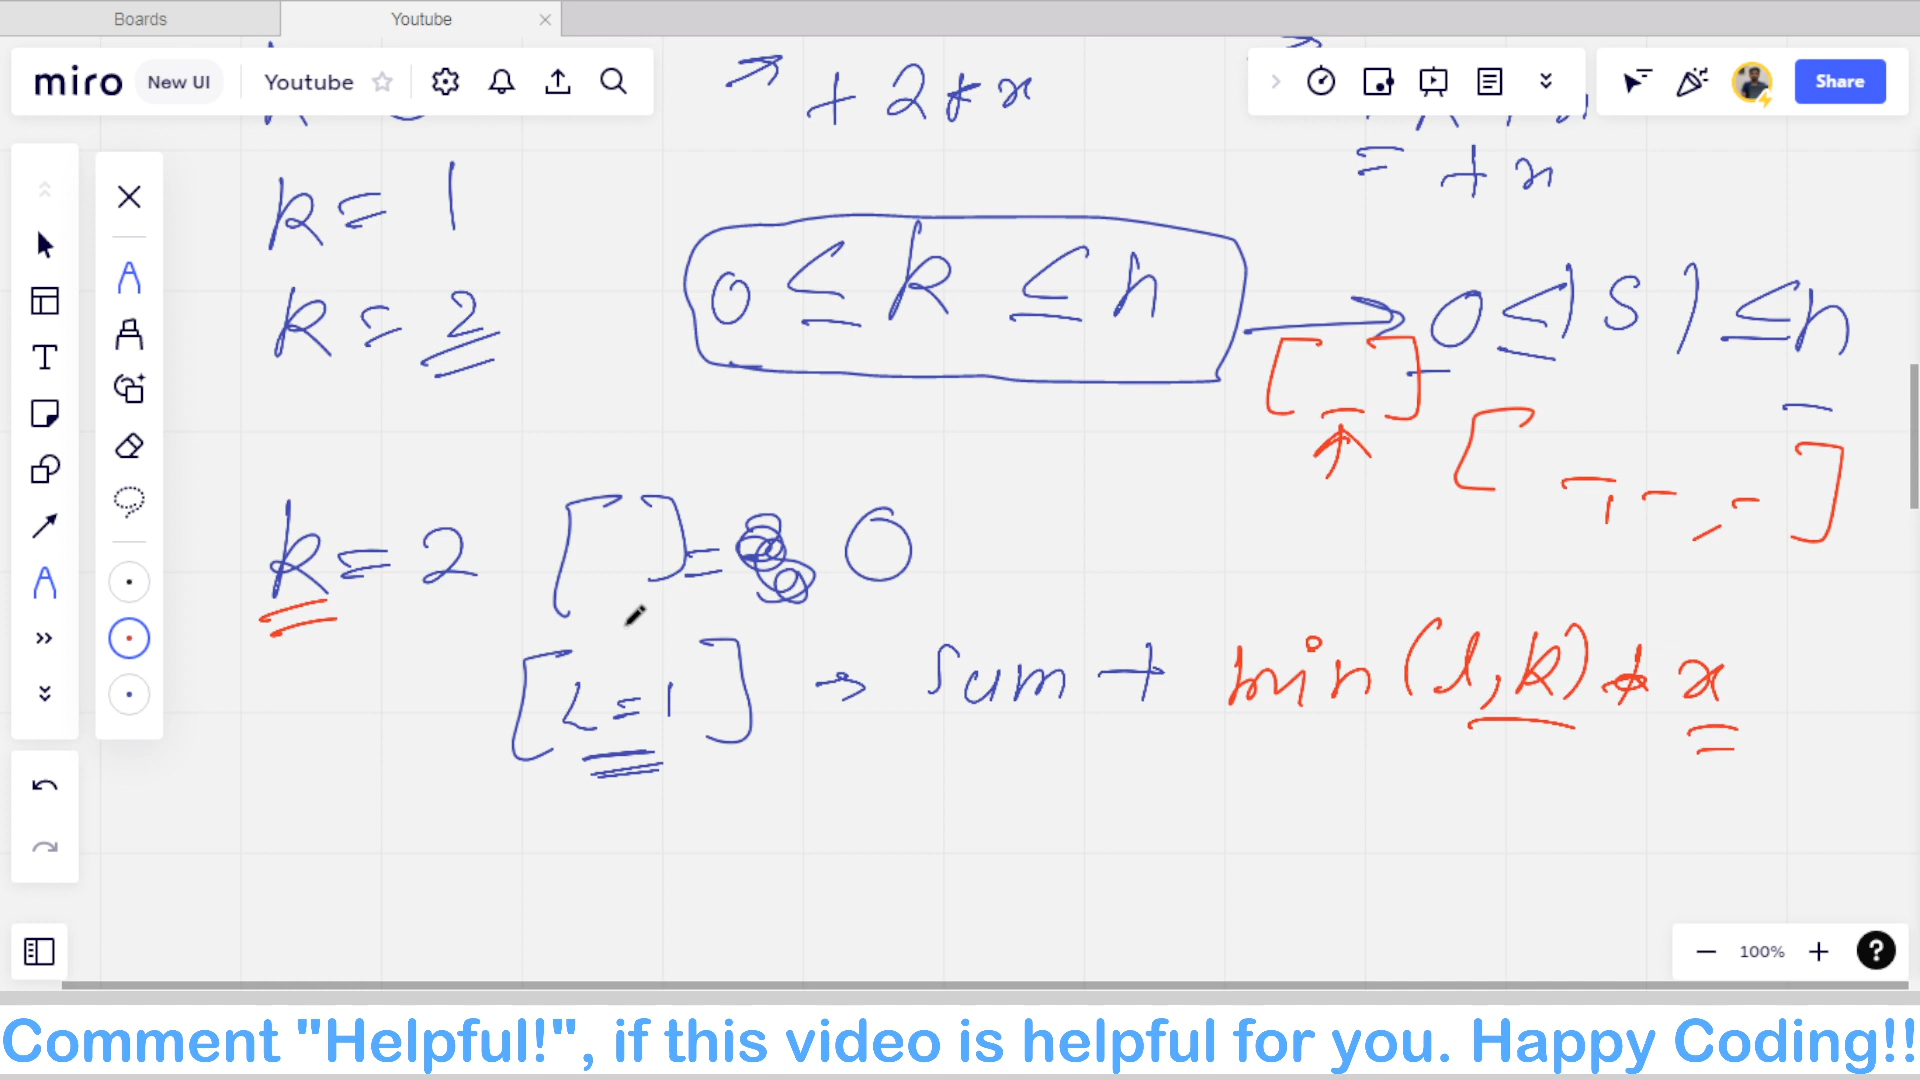 Boards Youtube
miro New UI Youtube Share
+ 2 * x
= + x
k = 1
k = 2
0 ≤ k ≤ n
0 ≤ |S| ≤ n
k = 2 [ ] = 0
[L = 1] → Sum + min(l, k) * x
100%
Comment "Helpful!", if this video is helpful for you. Happy Coding!!